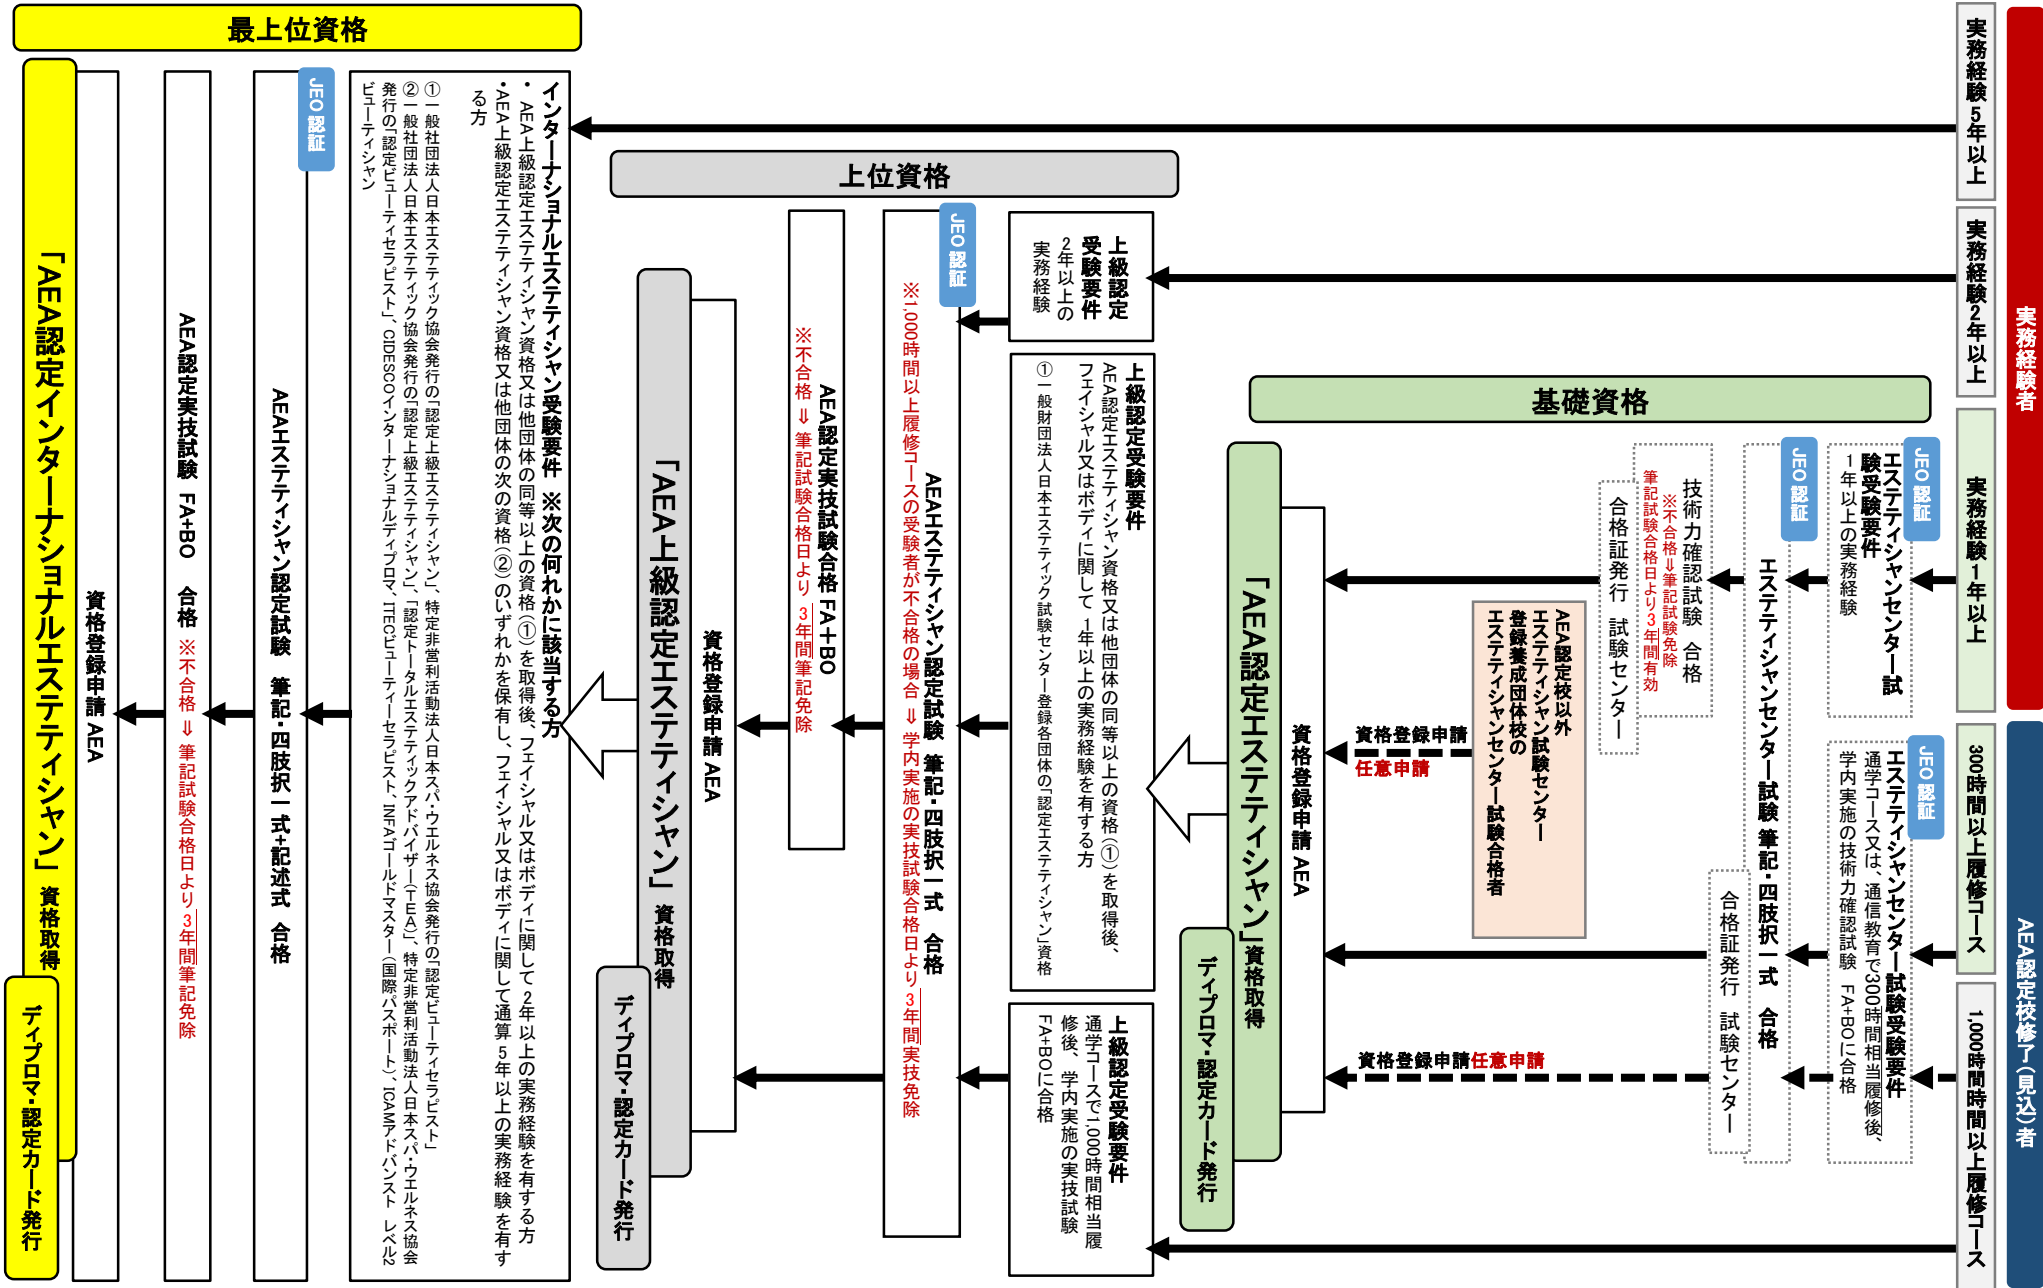 実務経験者
AEA認定校修了（見込）者
実務経験5年以上
実務経験2年以上
実務経験1年以上
300時間以上履修コース
1,000時間時間以上履修コース
基礎資格
JEO認証
エステティシャンセンター試
験受験要件
1年以上の実務経験
JEO認証
エステティシャンセンター試験受験要件
通学コース又は、通信教育で300時間相当履修後、
学内実施の技術力確認試験 FA+BOに合格
JEO認証
エステティシャンセンター試験 筆記・四肢択一式 合格
技術力確認試験 合格
※不合格⇓筆記試験免除
筆記試験合格日より3年間有効
合格証発行 試験センター
合格証発行 試験センター
AEA認定校以外
エステティシャン試験センター
登録養成団体校の
エステティシャンセンター試験合格者
資格登録申請
任意申請
資格登録申請任意申請
資格登録申請 AEA
「AEA認定エステティシャン」資格取得
ディプロマ・認定カード発行
上位資格
上級認定
受験要件
2年以上の
実務経験
上級認定受験要件
AEA認定エステティシャン資格又は他団体の同等以上の資格（①）を取得後、
フェイシャル又はボディに関して1年以上の実務経験を有する方
①一般財団法人日本エステティック試験センター登録各団体の「認定エステティシャン」資格
上級認定受験要件
通学コースで1,000時間相当履
修後、学内実施の実技試験
FA+BOに合格
JEO認証
AEAエステティシャン認定試験 筆記・四肢択一式 合格
※1,000時間以上履修コースの受験者が不合格の場合 ⇓ 学内実施の実技試験合格日より3年間実技免除
AEA認定実技試験合格 FA＋BO
※不合格 ⇓ 筆記試験合格日より 3年間筆記免除
資格登録申請 AEA
「AEA上級認定エステティシャン」資格取得
ディプロマ・認定カード発行
最上位資格
インターナショナルエステティシャン受験要件 ※次の何れかに該当する方
・ AEA上級認定エステティシャン資格又は他団体の同等以上の資格（①）を取得後、フェイシャル又はボディに関して2年以上の実務経験を有する方
・AEA上級認定エステティシャン資格又は他団体の次の資格（②）のいずれかを保有し、フェイシャル又はボディに関して通算5年以上の実務経験を有す
る方
①一般社団法人日本エステティック協会発行の「認定上級エステティシャン」、特定非営利活動法人日本スパ・ウエルネス協会発行の「認定ビューティセラピスト」
②一般社団法人日本エステティック協会発行の「認定上級エステティシャン」、「認定トータルエステティックアドバイザー（TEA）」、特定非営利活動法人日本スパ・ウエルネス協会
発行の「認定ビューティセラピスト」、CIDESCOインターナショナルディプロマ、ITECビューティーセラピスト、INFAゴールドマスター（国際パスポート）、ICAMアドバンスト レベル2
ビューティシャン
JEO認証
AEAエステティシャン認定試験 筆記・四肢択一式+記述式 合格
AEA認定実技試験 FA+BO 合格 ※不合格 ⇓ 筆記試験合格日より 3年間筆記免除
資格登録申請 AEA
「AEA認定インターナショナルエステティシャン」資格取得
ディプロマ・認定カード発行